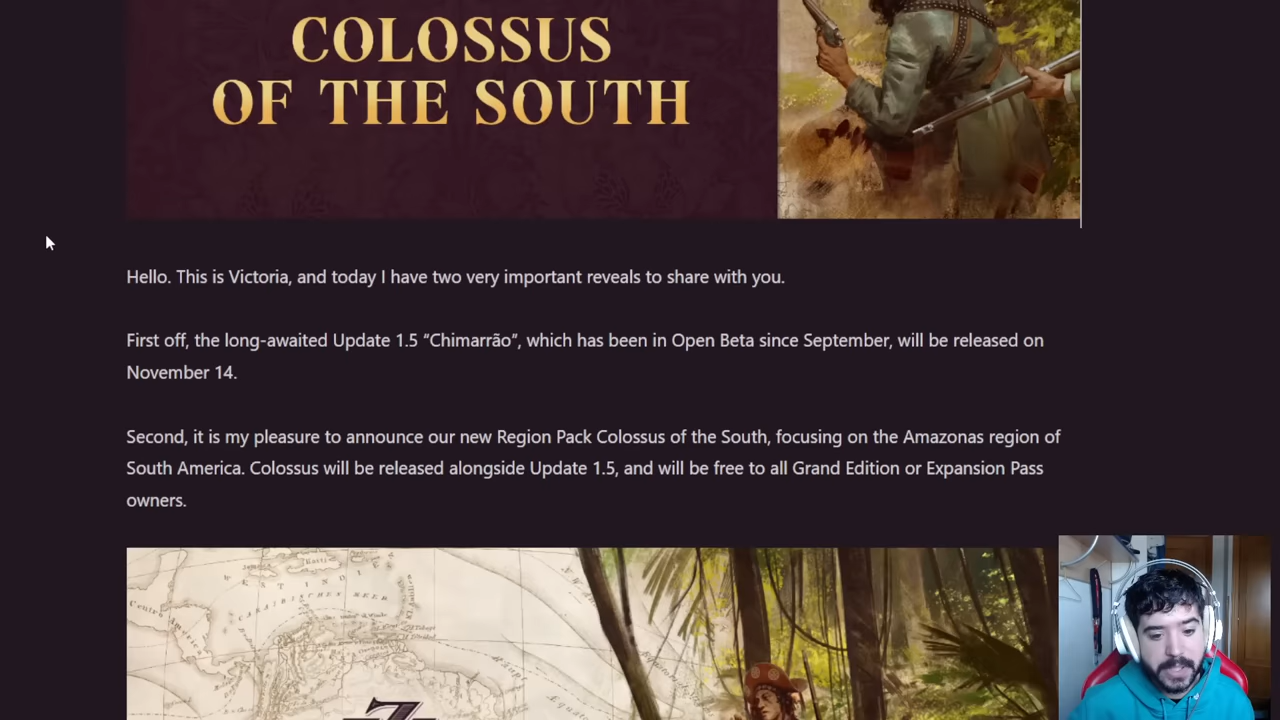 COLOSSUS
OF THE SOUTH
Hello. This is Victoria, and today I have two very important reveals to share with you.
First off, the long-awaited Update 1.5 “Chimarrão”, which has been in Open Beta since September, will be released on
November 14.
Second, it is my pleasure to announce our new Region Pack Colossus of the South, focusing on the Amazonas region of
South America. Colossus will be released alongside Update 1.5, and will be free to all Grand Edition or Expansion Pass
owners.